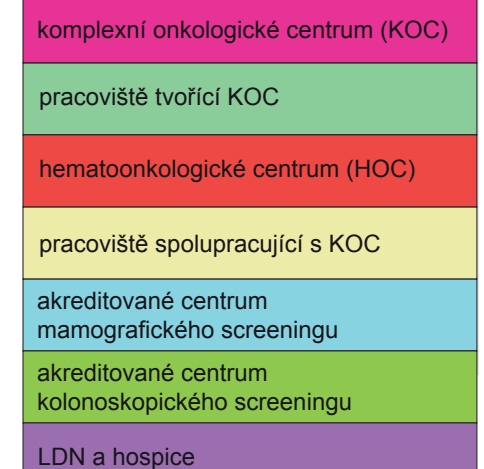 komplexní onkologické centrum (KOC)
pracoviště tvořící KOC
hematoonkologické centrum (HOC)
pracoviště spolupracující s KOC
akreditované centrum
mamografického screeningu
akreditované centrum
kolonoskopického screeningu
LDN a hospice